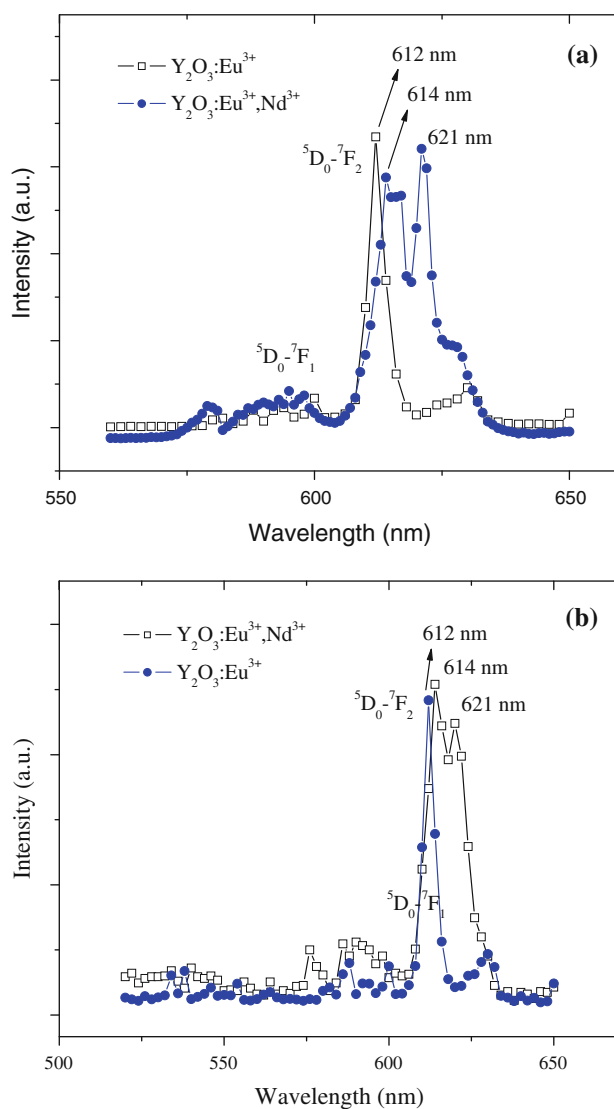 (a)
Y₂O₃:Eu³⁺
Y₂O₃:Eu³⁺,Nd³⁺
612 nm
614 nm
621 nm
⁵D₀-⁷F₂
⁵D₀-⁷F₁
Intensity (a.u.)
550
600
650
Wavelength (nm)
(b)
Y₂O₃:Eu³⁺,Nd³⁺
Y₂O₃:Eu³⁺
612 nm
614 nm
621 nm
⁵D₀-⁷F₂
⁵D₀-⁷F₁
Intensity (a.u.)
500
550
600
650
Wavelength (nm)